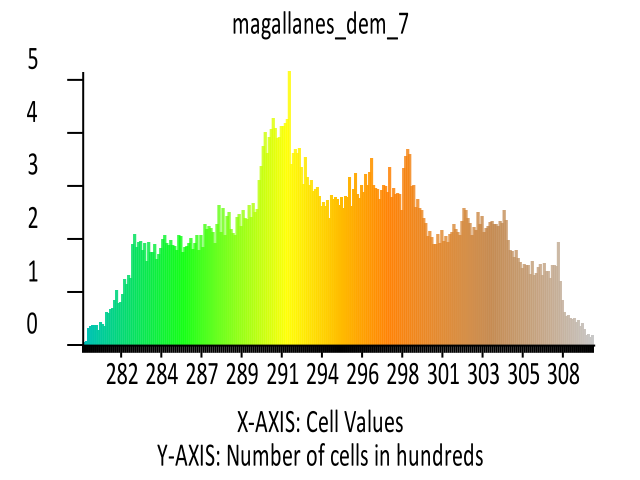 magallanes_dem_7
5
4
3
2
1
0
282 284 287 289 291 294 296 298 301 303 305 308
X-AXIS: Cell Values
Y-AXIS: Number of cells in hundreds